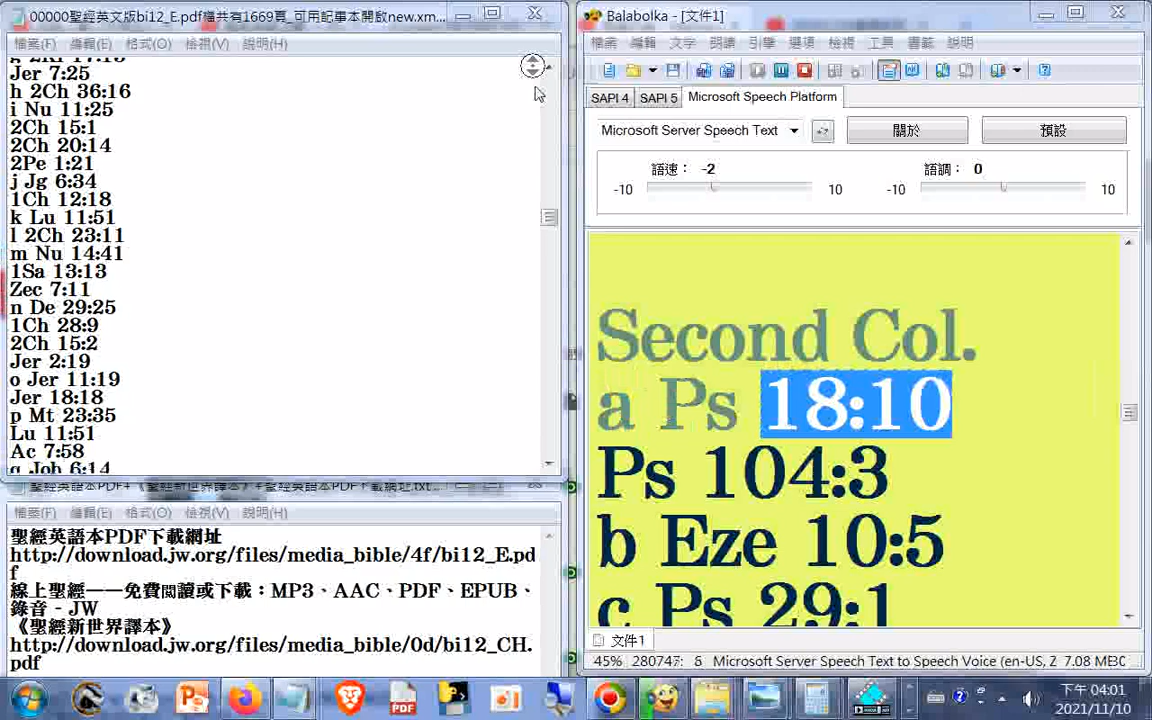 00000聖經英文版bi12_E.pdf檔共有1669頁_可用記事本開啟new.xm...
檔案(F) 編輯(E) 格式(O) 檢視(V) 說明(H)
Jer 7:25
h 2Ch 36:16
i Nu 11:25
2Ch 15:1
2Ch 20:14
2Pe 1:21
j Jg 6:34
1Ch 12:18
k Lu 11:51
l 2Ch 23:11
m Nu 14:41
1Sa 13:13
Zec 7:11
n De 29:25
1Ch 28:9
2Ch 15:2
Jer 2:19
o Jer 11:19
Jer 18:18
p Mt 23:35
Lu 11:51
Ac 7:58
q Job 6:14
檔案(F) 編輯(E) 格式(O) 檢視(V) 說明(H)
聖經英語本PDF下載網址
http://download.jw.org/files/media_bible/4f/bi12_E.pd
f
線上聖經——免費閱讀或下載：MP3、AAC、PDF、EPUB、
錄音 - JW
《聖經新世界譯本》
http://download.jw.org/files/media_bible/0d/bi12_CH.
pdf
Balabolka - [文件1]
檔案 編輯 文字 朗讀 引擎 選項 檢視 工具 書籤 說明
SAPI 4 SAPI 5 Microsoft Speech Platform
Microsoft Server Speech Text 關於 預設
語速： -2 語調： 0
-10 10 -10 10
Second Col.
a Ps 18:10
Ps 104:3
b Eze 10:5
c Ps 29:1
文件1
45% 280747: 6 Microsoft Server Speech Text to Speech Voice (en-US, Z 7.08 MB
下午 04:01
2021/11/10